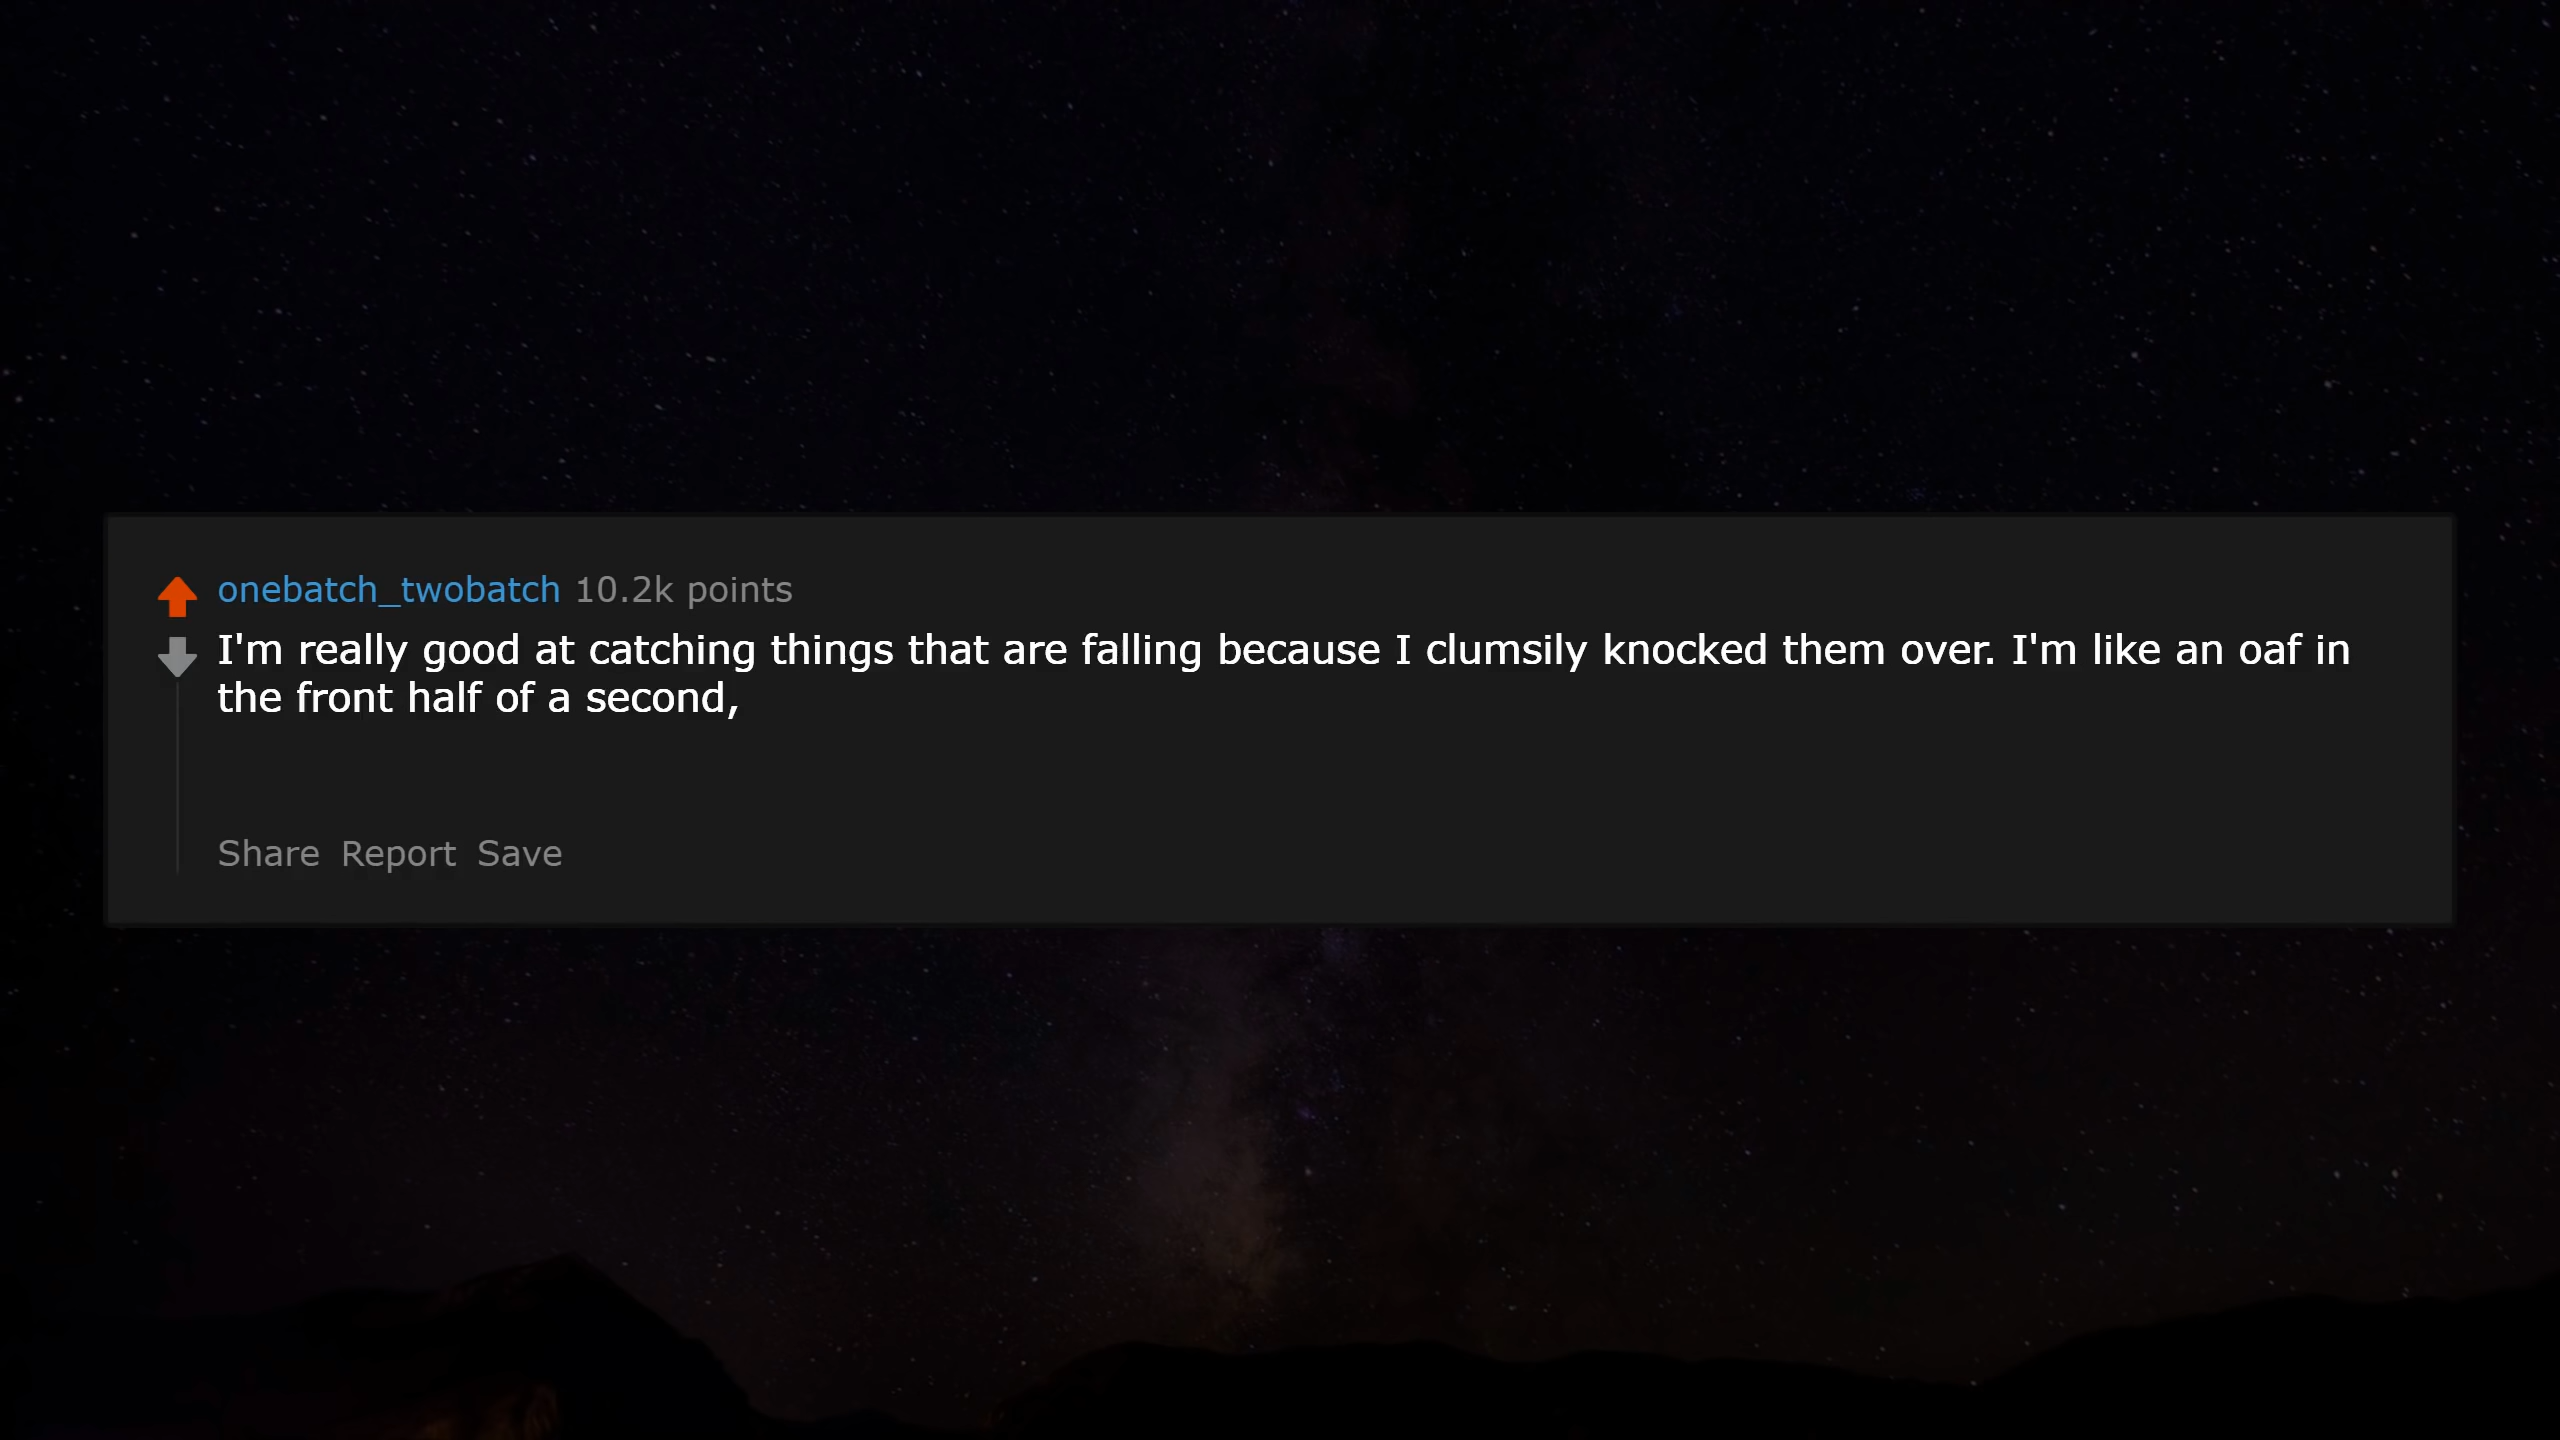 onebatch_twobatch 10.2k points
I'm really good at catching things that are falling because I clumsily knocked them over. I'm like an oaf in
the front half of a second,
Share Report Save